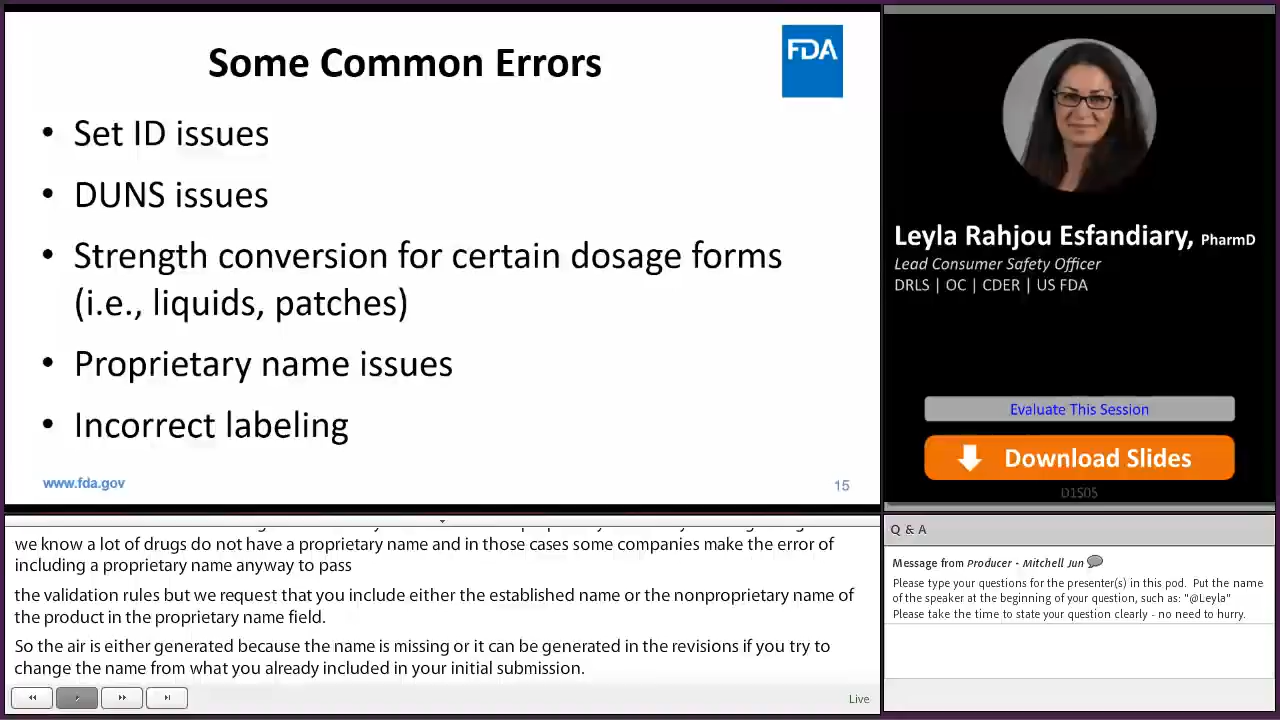 Some Common Errors
FDA
• Set ID issues
• DUNS issues
• Strength conversion for certain dosage forms
(i.e., liquids, patches)
• Proprietary name issues
• Incorrect labeling
www.fda.gov
15
we know a lot of drugs do not have a proprietary name and in those cases some companies make the error of
including a proprietary name anyway to pass
the validation rules but we request that you include either the established name or the nonproprietary name of
the product in the proprietary name field.
So the air is either generated because the name is missing or it can be generated in the revisions if you try to
change the name from what you already included in your initial submission.
Live
Leyla Rahjou Esfandiary, PharmD
Lead Consumer Safety Officer
DRLS | OC | CDER | US FDA
Evaluate This Session
Download Slides
D1S05
Q & A
Message from Producer - Mitchell Jun
Please type your questions for the presenter(s) in this pod. Put the name
of the speaker at the beginning of your question, such as: "@Leyla"
Please take the time to state your question clearly - no need to hurry.